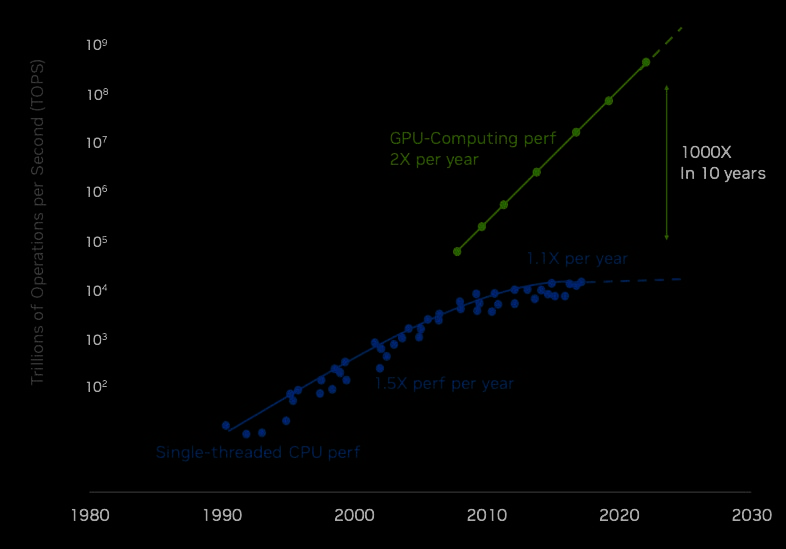 Trillions of Operations per Second (TOPS)
10⁹
10⁸
10⁷
10⁶
10⁵
10⁴
10³
10²
GPU-Computing perf
2X per year
1000X
In 10 years
1.1X per year
1.5X perf per year
Single-threaded CPU perf
1980 1990 2000 2010 2020 2030